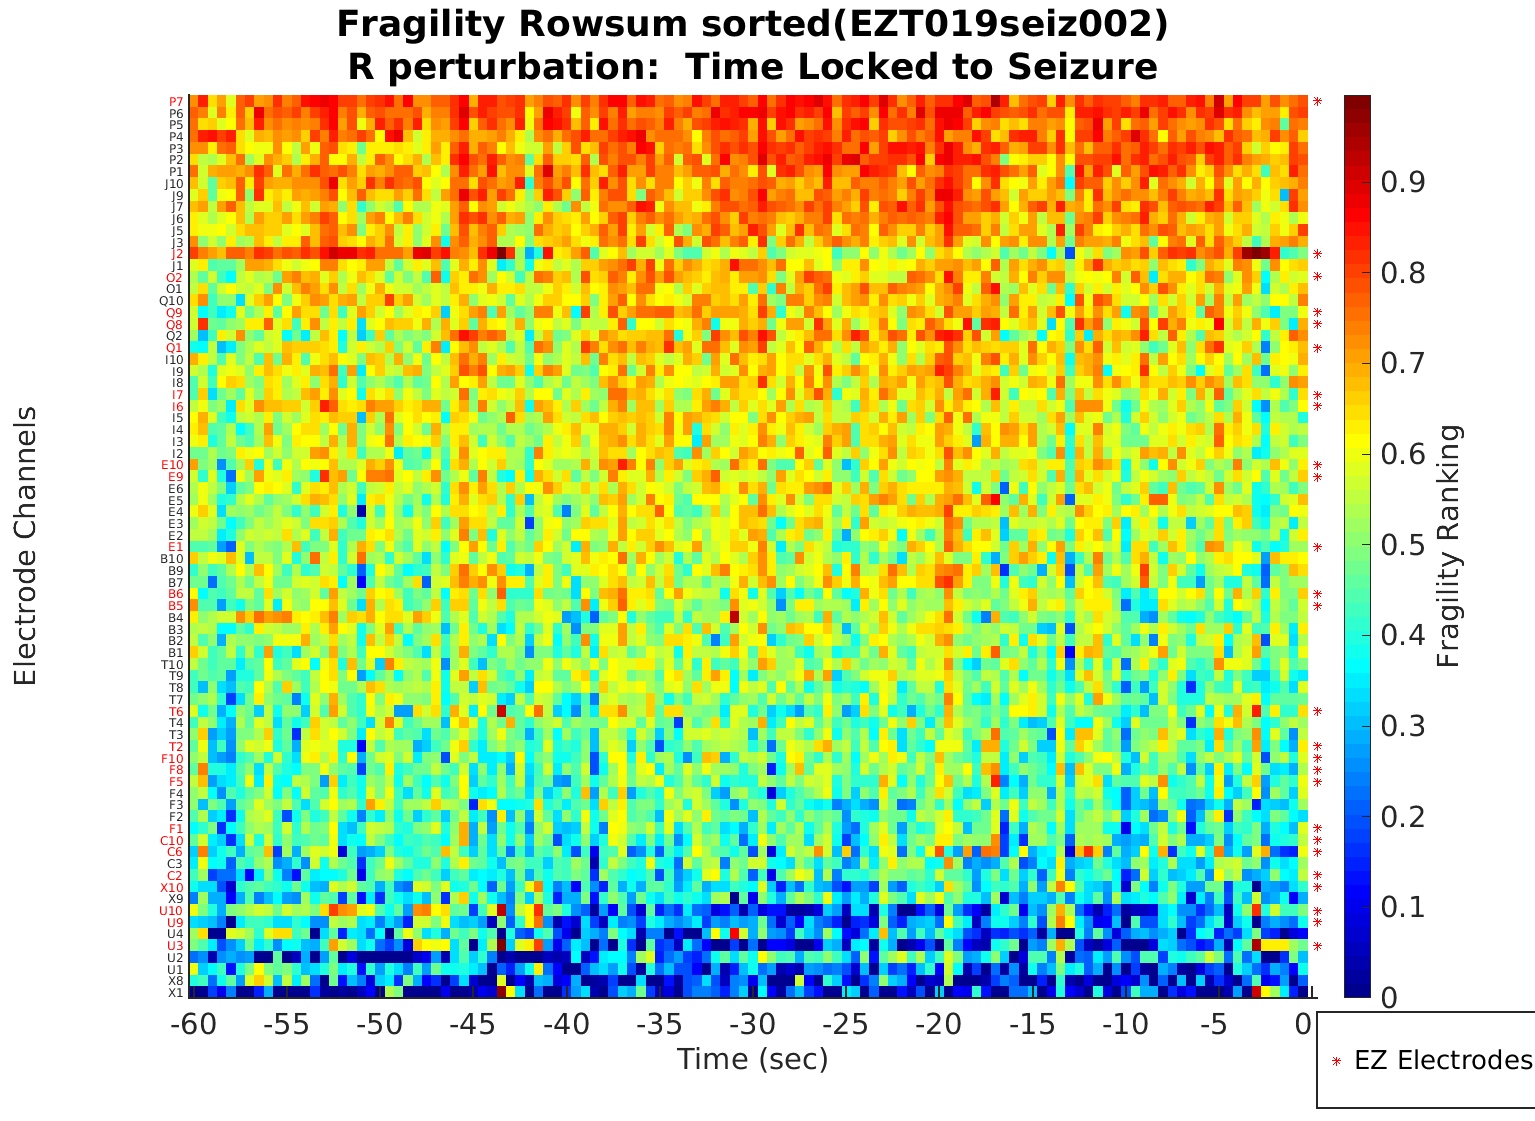 Fragility Rowsum sorted(EZT019seiz002)
R perturbation:  Time Locked to Seizure
Electrode Channels
P7
P6
P5
P4
P3
P2
P1
J10
J9
J7
J6
J5
J3
J2
J1
O2
O1
Q10
Q9
Q8
Q2
Q1
I10
I9
I8
I7
I6
I5
I4
I3
I2
E10
E9
E6
E5
E4
E3
E2
E1
B10
B9
B7
B6
B5
B4
B3
B2
B1
T10
T9
T8
T7
T6
T4
T3
T2
F10
F8
F5
F4
F3
F2
F1
C10
C6
C3
C2
X10
X9
U10
U9
U4
U3
U2
U1
X8
X1
-60 -55 -50 -45 -40 -35 -30 -25 -20 -15 -10 -5 0
Time (sec)
0.9
0.8
0.7
0.6
0.5
0.4
0.3
0.2
0.1
0
Fragility Ranking
EZ Electrodes